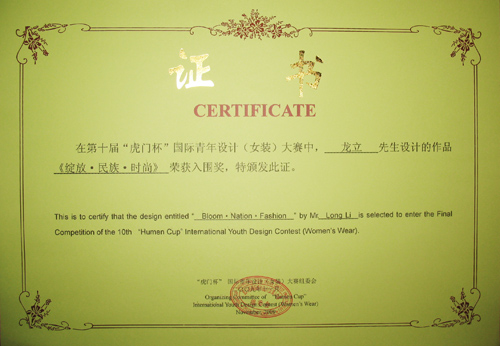 证 书
CERTIFICATE
在第十届“虎门杯”国际青年设计（女装）大赛中， 龙立 先生设计的作品
《绽放·民族·时尚》 荣获入围奖，特颁发此证。
This is to certify that the design entitled “ Bloom·Nation·Fashion ” by Mr. Long Li is selected to enter the Final
Competition of the 10th “Humen Cup” International Youth Design Contest (Women's Wear).
“虎门杯” 国际青年设计（女装）大赛组委会
Organizing Committee of “Humen Cup”
International Youth Design Contest (Women's Wear)
November